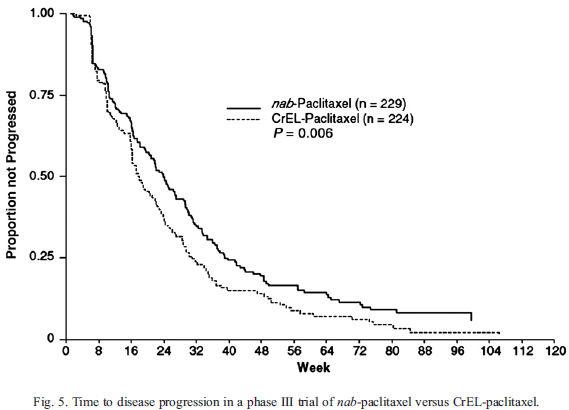 1.00
0.75
0.50
0.25
0
Proportion not Progressed
nab-Paclitaxel (n = 229)
CrEL-Paclitaxel (n = 224)
P = 0.006
0 8 16 24 32 40 48 56 64 72 80 88 96 104 112 120
Week
Fig. 5. Time to disease progression in a phase III trial of nab-paclitaxel versus CrEL-paclitaxel.